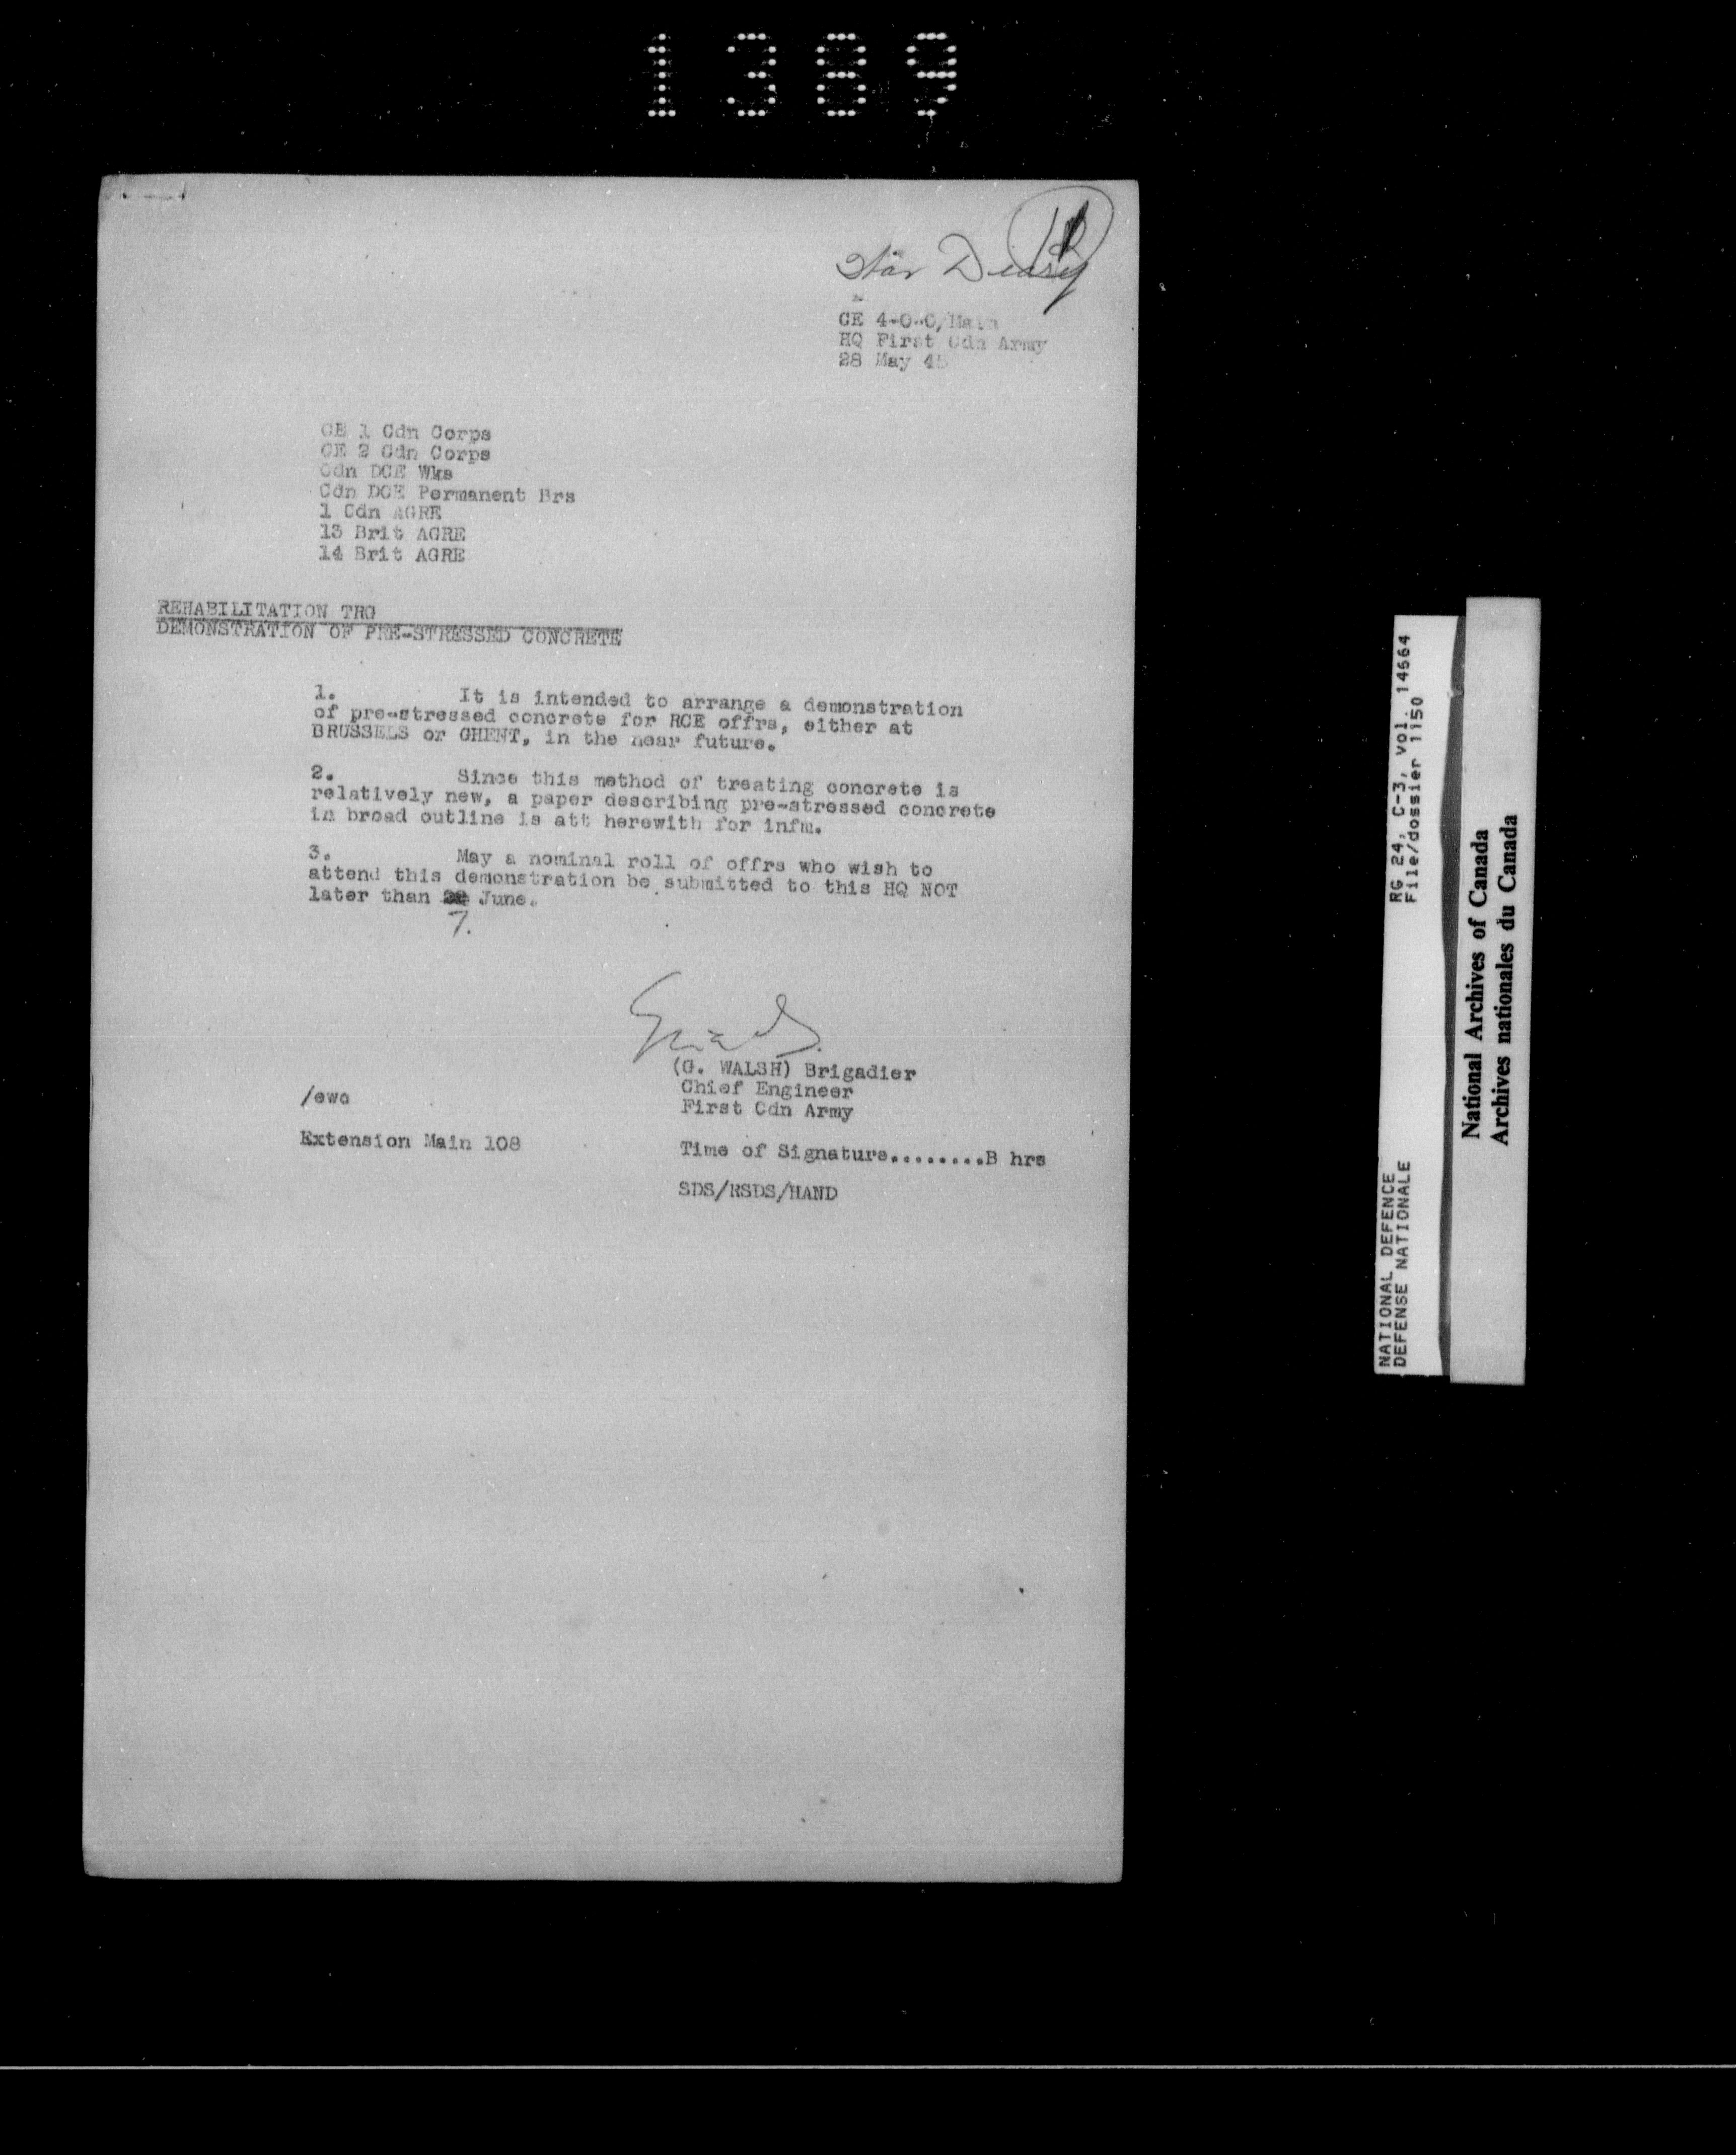 1389
War Diary
CE 4-0-0/Main
HQ First Cdn Army
28 May 45
CE 1 Cdn Corps
CE 2 Cdn Corps
Cdn DCE Wks
Cdn DCE Permanent Brs
1 Cdn AGRE
13 Brit AGRE
14 Brit AGRE
REHABILITATION TRG
DEMONSTRATION OF PRE-STRESSED CONCRETE
1. It is intended to arrange a demonstration
of pre-stressed concrete for RCE offrs, either at
BRUSSELS or GHENT, in the near future.
2. Since this method of treating concrete is
relatively new, a paper describing pre-stressed concrete
in broad outline is att herewith for infm.
3. May a nominal roll of offrs who wish to
attend this demonstration be submitted to this HQ NOT
later than June.
7.
(G. WALSH) Brigadier
Chief Engineer
First Cdn Army
/ewc
Extension Main 108
Time of Signature........B hrs
SDS/RSDS/HAND
RG 24, C-3, vol. 14664
File/dossier 1150
NATIONAL DEFENCE
DEFENSE NATIONALE
National Archives of Canada
Archives nationales du Canada